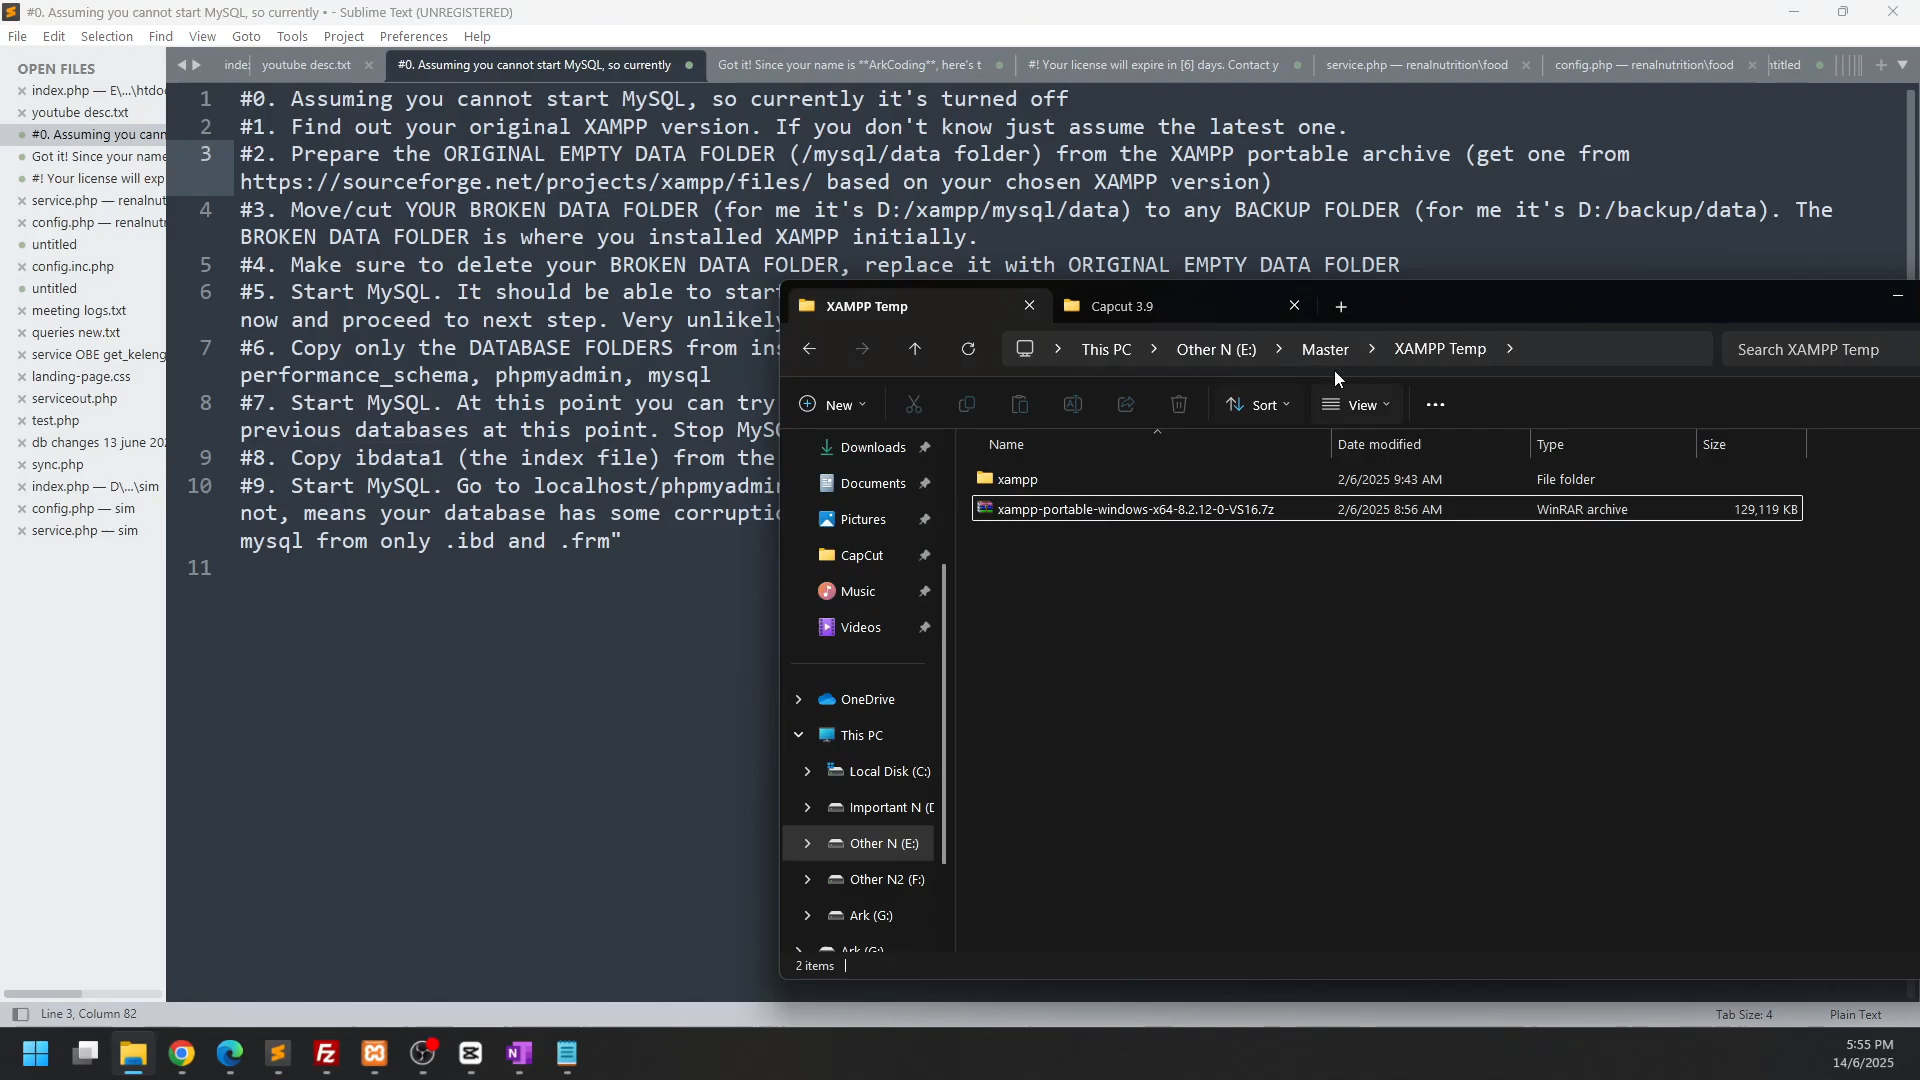 #0. Assuming you cannot start MySQL, so currently • - Sublime Text (UNREGISTERED)
File Edit Selection Find View Goto Tools Project Preferences Help
OPEN FILES
index.php — E\...\htdo
youtube desc.txt
#0. Assuming you cann
Got it! Since your name
#! Your license will exp
service.php — renalnut
config.php — renalnutr
untitled
config.inc.php
untitled
meeting logs.txt
queries new.txt
service OBE get_keleng
landing-page.css
serviceout.php
test.php
db changes 13 june 202
sync.php
index.php — D\...\sim
config.php — sim
service.php — sim
inde youtube desc.txt #0. Assuming you cannot start MySQL, so currently Got it! Since your name is **ArkCoding**, here's t #! Your license will expire in [6] days. Contact y service.php — renalnutrition\food config.php — renalnutrition\food ntitled
1 #0. Assuming you cannot start MySQL, so currently it's turned off
2 #1. Find out your original XAMPP version. If you don't know just assume the latest one.
3 #2. Prepare the ORIGINAL EMPTY DATA FOLDER (/mysql/data folder) from the XAMPP portable archive (get one from
https://sourceforge.net/projects/xampp/files/ based on your chosen XAMPP version)
4 #3. Move/cut YOUR BROKEN DATA FOLDER (for me it's D:/xampp/mysql/data) to any BACKUP FOLDER (for me it's D:/backup/data). The
BROKEN DATA FOLDER is where you installed XAMPP initially.
5 #4. Make sure to delete your BROKEN DATA FOLDER, replace it with ORIGINAL EMPTY DATA FOLDER
6 #5. Start MySQL. It should be able to star
now and proceed to next step. Very unlikely
7 #6. Copy only the DATABASE FOLDERS from in
performance_schema, phpmyadmin, mysql
8 #7. Start MySQL. At this point you can try
previous databases at this point. Stop MyS
9 #8. Copy ibdata1 (the index file) from the
10 #9. Start MySQL. Go to localhost/phpmyadmi
not, means your database has some corrupti
mysql from only .ibd and .frm"
11
XAMPP Temp Capcut 3.9
This PC Other N (E:) Master XAMPP Temp Search XAMPP Temp
New Sort View
Downloads
Documents
Pictures
CapCut
Music
Videos
OneDrive
This PC
Local Disk (C:)
Important N (D
Other N (E:)
Other N2 (F:)
Ark (G:)
Ark (G:)
Name Date modified Type Size
xampp 2/6/2025 9:43 AM File folder
xampp-portable-windows-x64-8.2.12-0-VS16.7z 2/6/2025 8:56 AM WinRAR archive 129,119 KB
2 items
Line 3, Column 82 Tab Size: 4 Plain Text
5:55 PM
14/6/2025